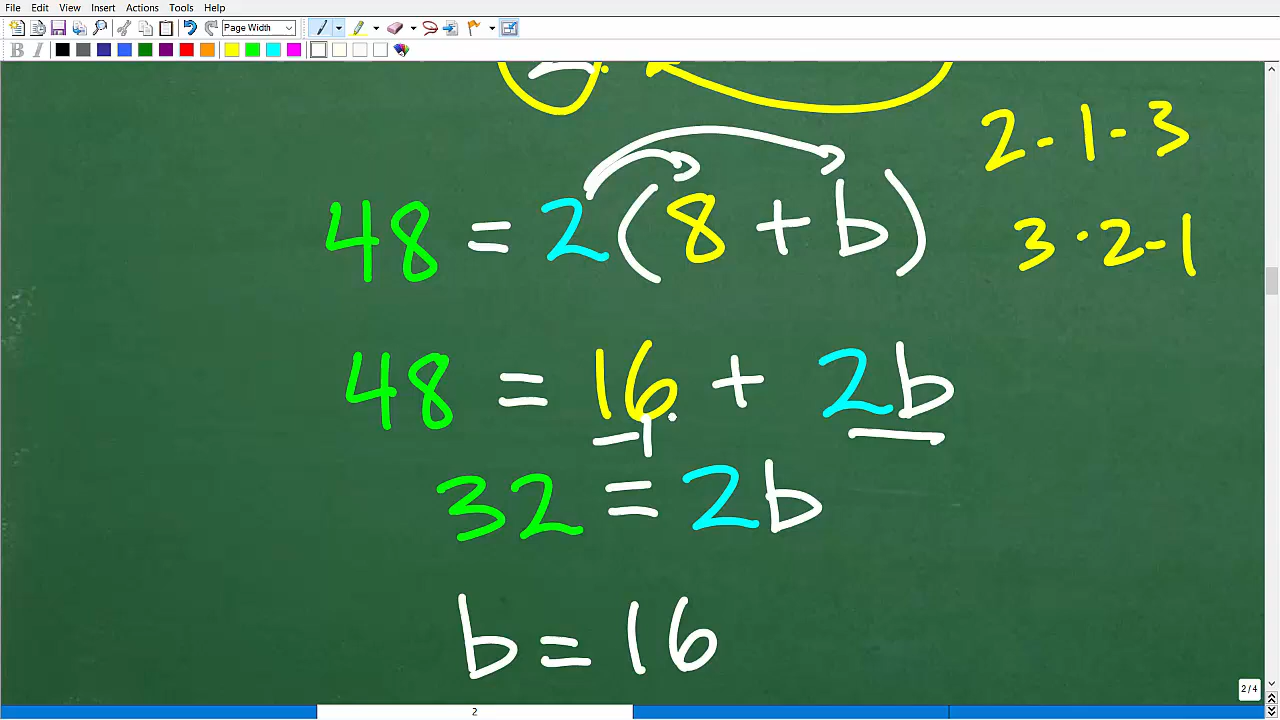 File Edit View Insert Actions Tools Help
Page Width
B I
2 · 1 · 3
48 = 2(8 + b)
3 · 2 · 1
48 = 16 + 2b
32 = 2b
b = 16
2 / 4
2